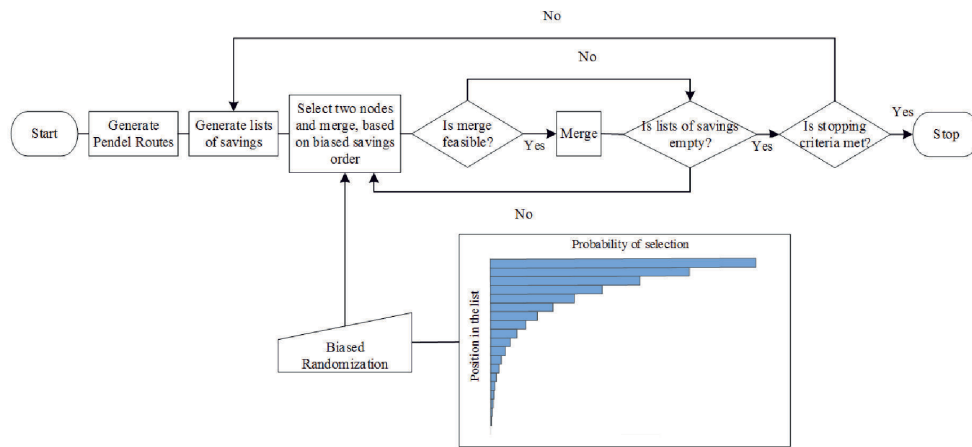 No
No
Start
Generate
Pendel Routes
Generate lists
of savings
Select two nodes
and merge, based
on biased savings
order
Is merge
feasible?
Yes
Merge
Is lists of savings
empty?
Yes
Is stopping
criteria met?
Yes
Stop
No
Probability of selection
Position in the list
Biased
Randomization